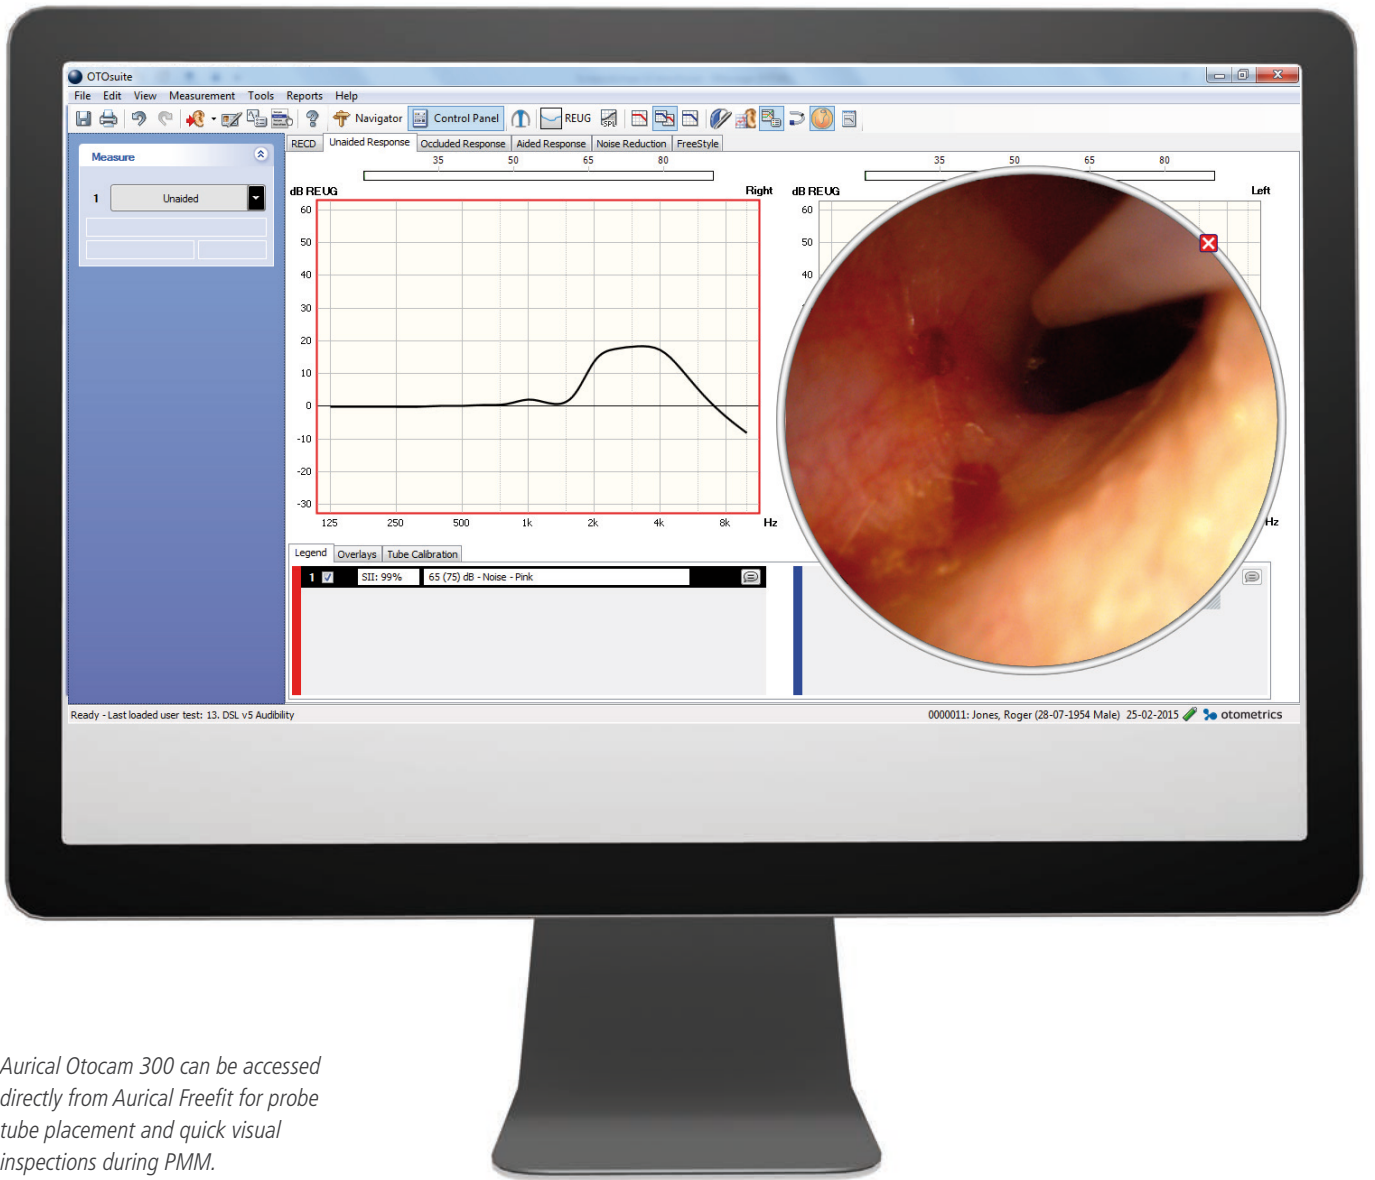 OTOsuite
File Edit View Measurement Tools Reports Help
Navigator Control Panel REUG SPL
Measure
1 Unaided
RECD Unaided Response Occluded Response Aided Response Noise Reduction FreeStyle
35 50 65 80
dB REUG Right
60
50
40
30
20
10
0
-10
-20
-30
125 250 500 1k 2k 4k 8k Hz
35 50 65 80
dB REUG Left
60
50
40
Hz
Legend Overlays Tube Calibration
1 SII: 99% 65 (75) dB - Noise - Pink
Ready - Last loaded user test: 13. DSL v5 Audibility
0000011: Jones, Roger (28-07-1954 Male) 25-02-2015 otometrics
Aurical Otocam 300 can be accessed
directly from Aurical Freefit for probe
tube placement and quick visual
inspections during PMM.